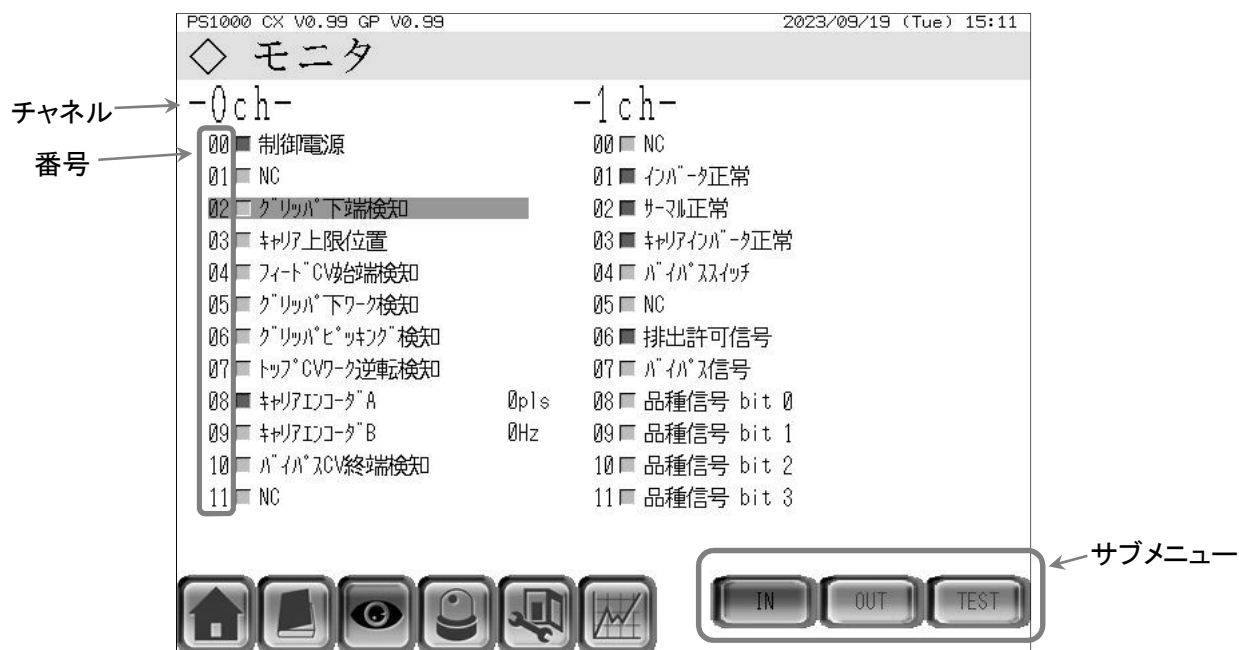 PS1000 CX V0.99 GP V0.99 2023/09/19 (Tue) 15:11
◇ モニタ
チャネル
-0ch-
番号
00 制御電源
01 NC
02 グリッパ下端検知
03 キャリア上限位置
04 フィードCV始端検知
05 グリッパ下ワーク検知
06 グリッパピッキング検知
07 トップCVワーク逆転検知
08 キャリアエンコーダA 0pls
09 キャリアエンコーダB 0Hz
10 バイパスCV終端検知
11 NC
-1ch-
00 NC
01 インバータ正常
02 サーマル正常
03 キャリアインバータ正常
04 バイパススイッチ
05 NC
06 排出許可信号
07 バイパス信号
08 品種信号 bit 0
09 品種信号 bit 1
10 品種信号 bit 2
11 品種信号 bit 3
サブメニュー
IN OUT TEST